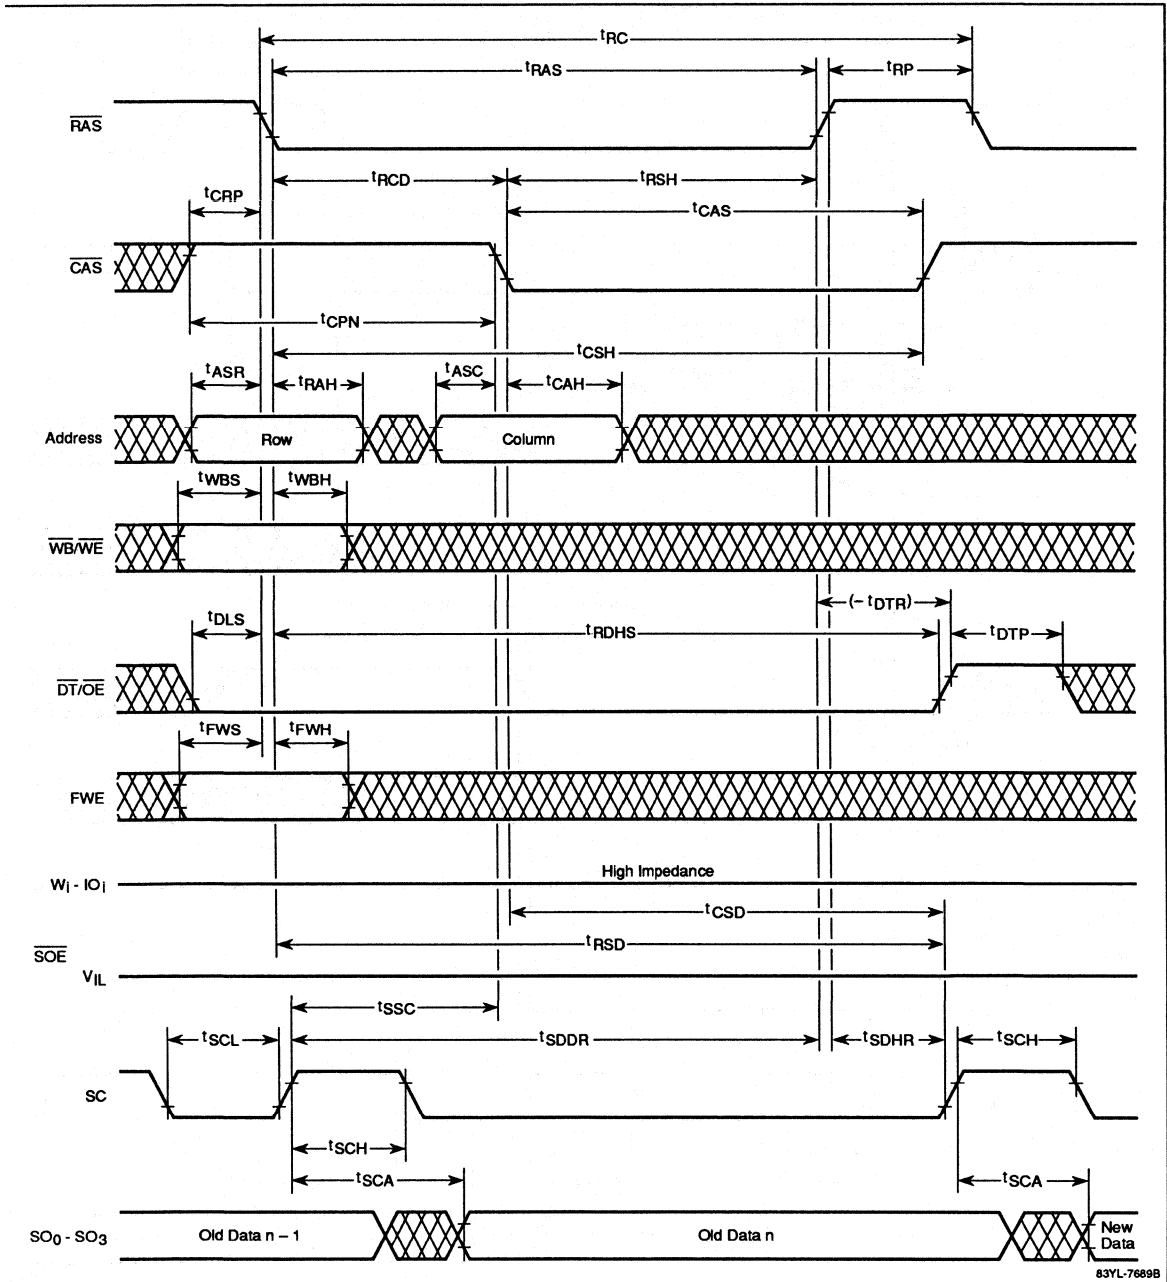 tRC
tRAS
tRP
RAS
tRCD
tRSH
tCRP
tCAS
CAS
tCPN
tCSH
tASR
tRAH
tASC
tCAH
Address
Row
Column
tWBS
tWBH
WB/WE
(– tDTR)
tDLS
tRDHS
tDTP
DT/OE
tFWS
tFWH
FWE
High Impedance
Wi - IOi
tCSD
tRSD
SOE
VIL
tSSC
tSCL
tSDDR
tSDHR
tSCH
SC
tSCH
tSCA
tSCA
SO0 - SO3
Old Data n – 1
Old Data n
New
Data
83YL-7689B